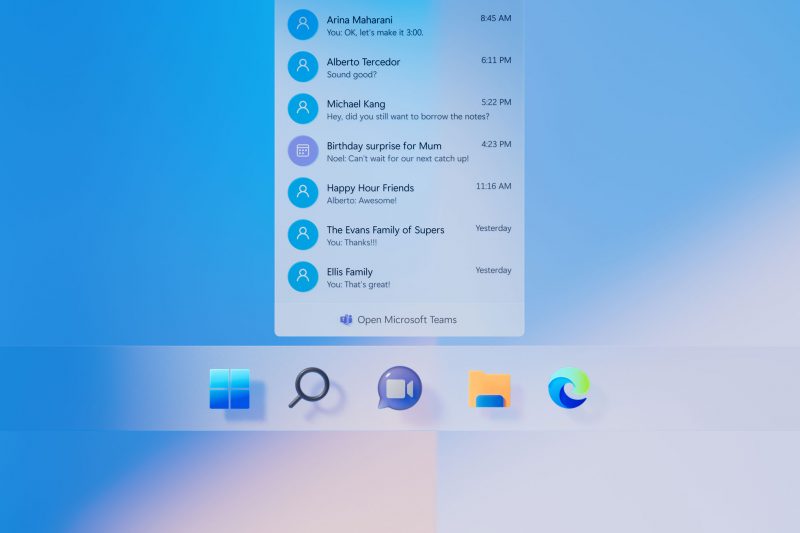 Arina Maharani
8:45 AM
You: OK, let's make it 3:00.
Alberto Tercedor
6:11 PM
Sound good?
Michael Kang
5:22 PM
Hey, did you still want to borrow the notes?
Birthday surprise for Mum
4:23 PM
Noel: Can't wait for our next catch up!
Happy Hour Friends
11:16 AM
Alberto: Awesome!
The Evans Family of Supers
Yesterday
You: Thanks!!!
Ellis Family
Yesterday
You: That's great!
Open Microsoft Teams